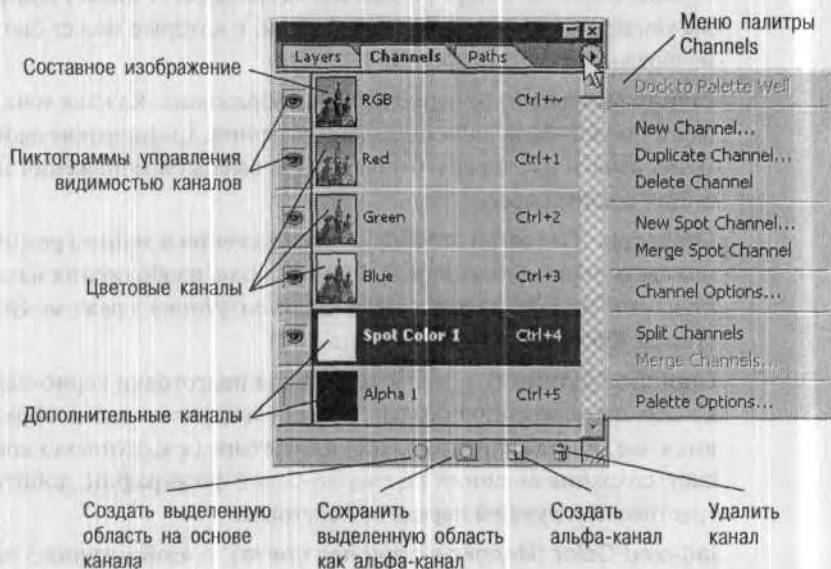 Меню палитры
Channels
Layers Channels Paths
Составное изображение
RGB Ctrl+~
Dock to Palette Well
New Channel...
Пиктограммы управления
видимостью каналов
Red Ctrl+1
Duplicate Channel...
Delete Channel
Green Ctrl+2
New Spot Channel...
Merge Spot Channel
Цветовые каналы
Blue Ctrl+3
Channel Options...
Spot Color 1 Ctrl+4
Split Channels
Merge Channels...
Дополнительные каналы
Alpha 1 Ctrl+5
Palette Options...
Создать выделенную
область на основе
канала
Сохранить
выделенную область
как альфа-канал
Создать
альфа-канал
Удалить
канал